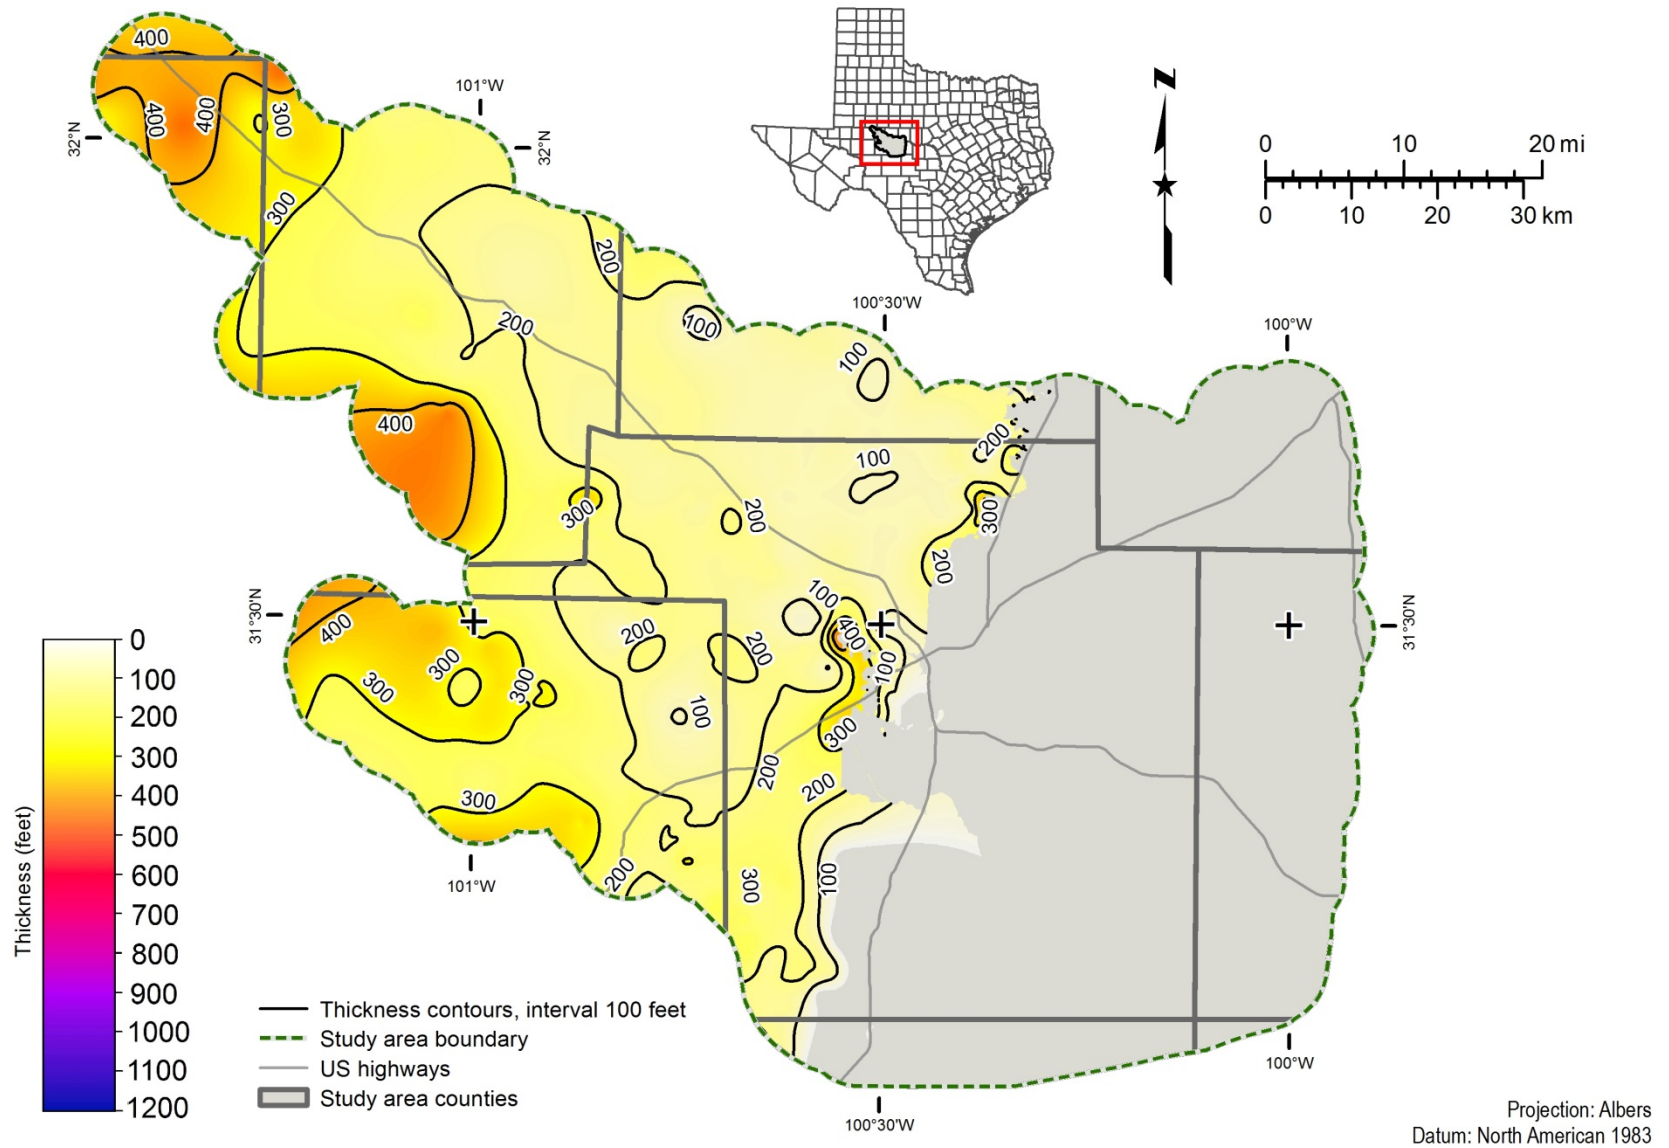 400
400
400
300
300
101°W
32°N
32°N
200
200
100
100
100°30'W
100°W
0 10 20 mi
0 10 20 30 km
z
400
300
200
100
200
300
200
31°30'N
31°30'N
400
300
300
300
200
200
100
100
400
100
300
200
200
300
200
300
100
101°W
100°30'W
100°W
Thickness (feet)
0
100
200
300
400
500
600
700
800
900
1000
1100
1200
Thickness contours, interval 100 feet
Study area boundary
US highways
Study area counties
Projection: Albers
Datum: North American 1983